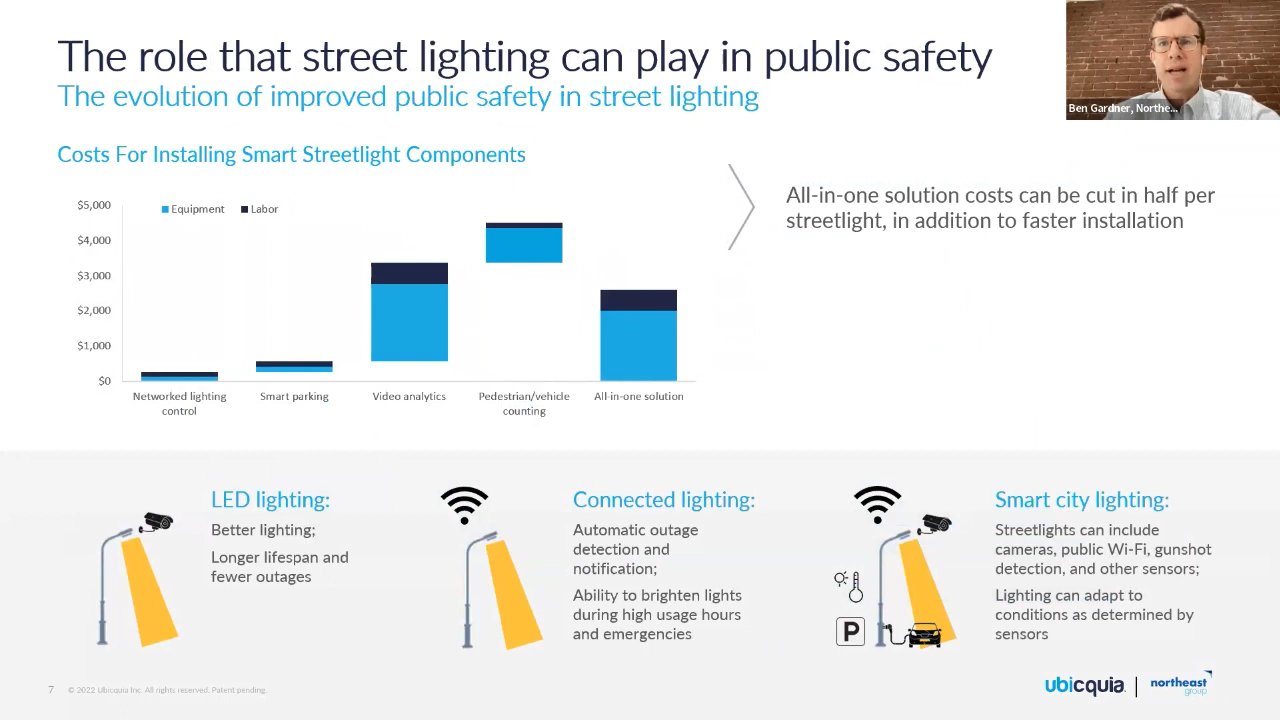 The role that street lighting can play in public safety
The evolution of improved public safety in street lighting
Ben Gardner, Northe...
Costs For Installing Smart Streetlight Components
Equipment
Labor
$5,000
$4,000
$3,000
$2,000
$1,000
$0
Networked lighting
control
Smart parking
Video analytics
Pedestrian/vehicle
counting
All-in-one solution
All-in-one solution costs can be cut in half per
streetlight, in addition to faster installation
LED lighting:
Better lighting;
Longer lifespan and
fewer outages
Connected lighting:
Automatic outage
detection and
notification;
Ability to brighten lights
during high usage hours
and emergencies
P
Smart city lighting:
Streetlights can include
cameras, public Wi-Fi, gunshot
detection, and other sensors;
Lighting can adapt to
conditions as determined by
sensors
7
© 2022 Ubicquia Inc. All rights reserved. Patent pending.
ubicquia
northeast
group